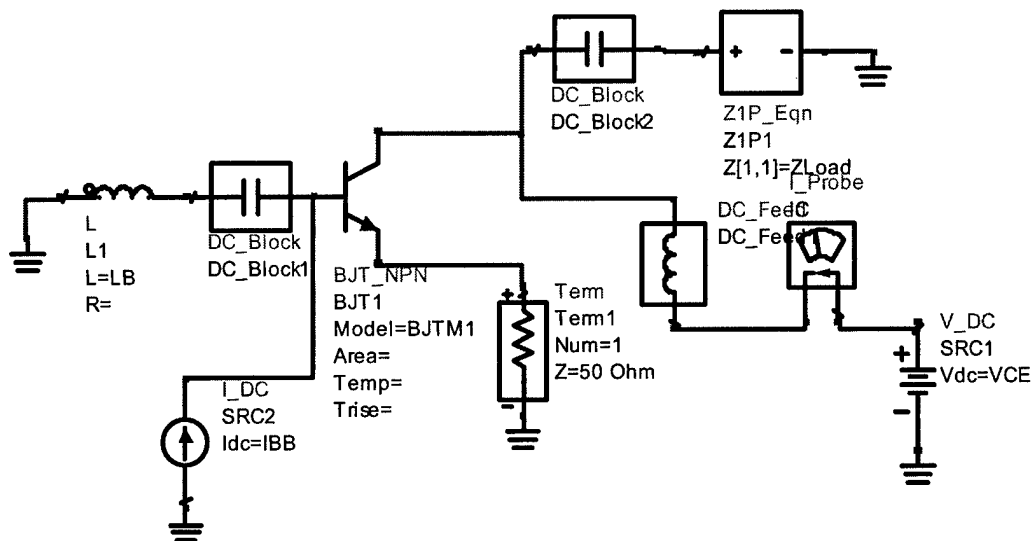 DC_Block
DC_Block2
+ -
Z1P_Eqn
Z1P1
Z[1,1]=ZLoad
I_Probe
L
L1
L=LB
R=
DC_Block
DC_Block1
BJT_NPN
BJT1
Model=BJTM1
Area=
Temp=
Trise=
+
-
Term
Term1
Num=1
Z=50 Ohm
DC_Feed
DC_Feed
I_DC
SRC2
Idc=IBB
V_DC
SRC1
Vdc=VCE
+
-